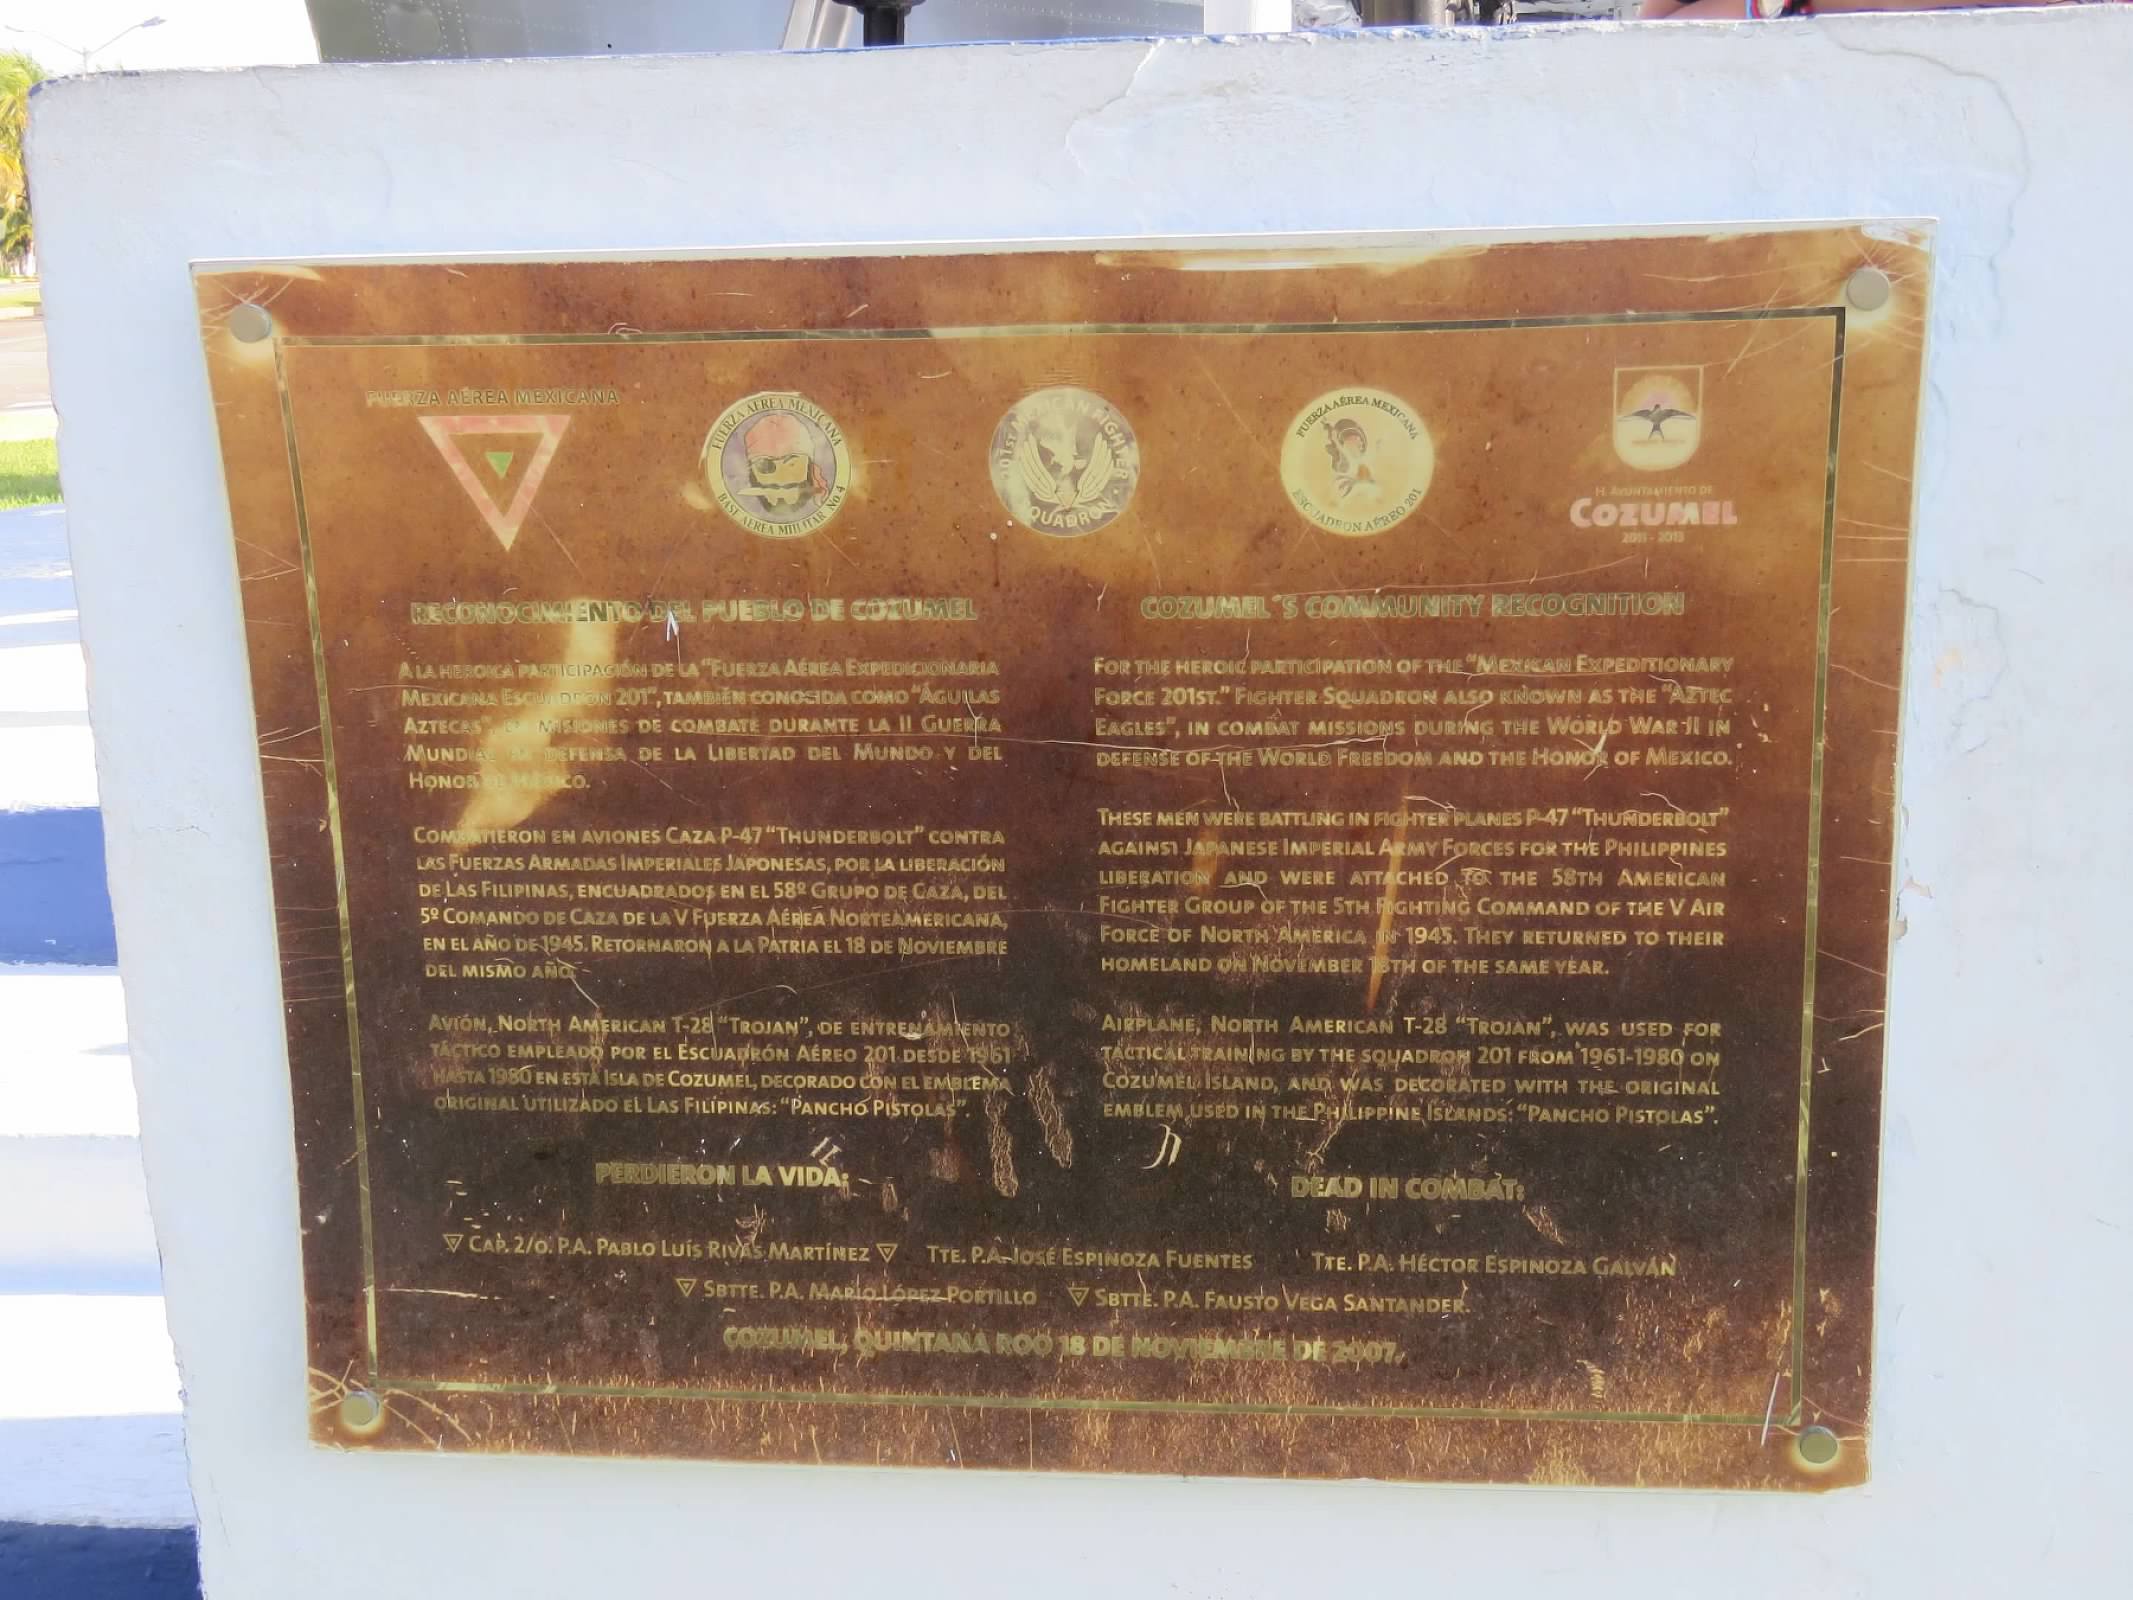 FUERZA AÉREA MEXICANA
FUERZA AÉREA MEXICANA
BASE AÉREA MILITAR No 4
201ST MEXICAN FIGHTER
SQUADRON
FUERZA AÉREA MEXICANA
ESCUADRON AÉREO 201
H. AYUNTAMIENTO DE
COZUMEL
2011 - 2013
RECONOCIMIENTO DEL PUEBLO DE COZUMEL
A LA HEROICA PARTICIPACIÓN DE LA "FUERZA AÉREA EXPEDICIONARIA
MEXICANA ESCUADRÓN 201", TAMBIÉN CONOCIDA COMO "ÁGUILAS
AZTECAS", EN MISIONES DE COMBATE DURANTE LA II GUERRA
MUNDIAL EN DEFENSA DE LA LIBERTAD DEL MUNDO Y DEL
HONOR DE MÉXICO.
COMBATIERON EN AVIONES CAZA P-47 "THUNDERBOLT" CONTRA
LAS FUERZAS ARMADAS IMPERIALES JAPONESAS, POR LA LIBERACIÓN
DE LAS FILIPINAS, ENCUADRADOS EN EL 58º GRUPO DE CAZA, DEL
5º COMANDO DE CAZA DE LA V FUERZA AÉREA NORTEAMERICANA,
EN EL AÑO DE 1945. RETORNARON A LA PATRIA EL 18 DE NOVIEMBRE
DEL MISMO AÑO.
AVIÓN, NORTH AMERICAN T-28 "TROJAN", DE ENTRENAMIENTO
TÁCTICO EMPLEADO POR EL ESCUADRÓN AÉREO 201 DESDE 1961
HASTA 1980 EN ESTA ISLA DE COZUMEL, DECORADO CON EL EMBLEMA
ORIGINAL UTILIZADO EL LAS FILIPINAS: "PANCHO PISTOLAS".
COZUMEL´S COMMUNITY RECOGNITION
FOR THE HEROIC PARTICIPATION OF THE "MEXICAN EXPEDITIONARY
FORCE 201ST." FIGHTER SQUADRON ALSO KNOWN AS THE "AZTEC
EAGLES", IN COMBAT MISSIONS DURING THE WORLD WAR II IN
DEFENSE OF THE WORLD FREEDOM AND THE HONOR OF MEXICO.
THESE MEN WERE BATTLING IN FIGHTER PLANES P-47 "THUNDERBOLT"
AGAINST JAPANESE IMPERIAL ARMY FORCES FOR THE PHILIPPINES
LIBERATION AND WERE ATTACHED TO THE 58TH AMERICAN
FIGHTER GROUP OF THE 5TH FIGHTING COMMAND OF THE V AIR
FORCE OF NORTH AMERICA IN 1945. THEY RETURNED TO THEIR
HOMELAND ON NOVEMBER 18TH OF THE SAME YEAR.
AIRPLANE, NORTH AMERICAN T-28 "TROJAN", WAS USED FOR
TACTICAL TRAINING BY THE SQUADRON 201 FROM 1961-1980 ON
COZUMEL ISLAND, AND WAS DECORATED WITH THE ORIGINAL
EMBLEM USED IN THE PHILIPPINE ISLANDS: "PANCHO PISTOLAS".
PERDIERON LA VIDA:
DEAD IN COMBAT:
CAP. 2/O. P.A. PABLO LUÍS RIVAS MARTÍNEZ TTE. P.A. JOSÉ ESPINOZA FUENTES TTE. P.A. HÉCTOR ESPINOZA GALVÁN
SBTTE. P.A. MARIO LÓPEZ PORTILLO SBTTE. P.A. FAUSTO VEGA SANTANDER.
COZUMEL, QUINTANA ROO 18 DE NOVIEMBRE DE 2007.